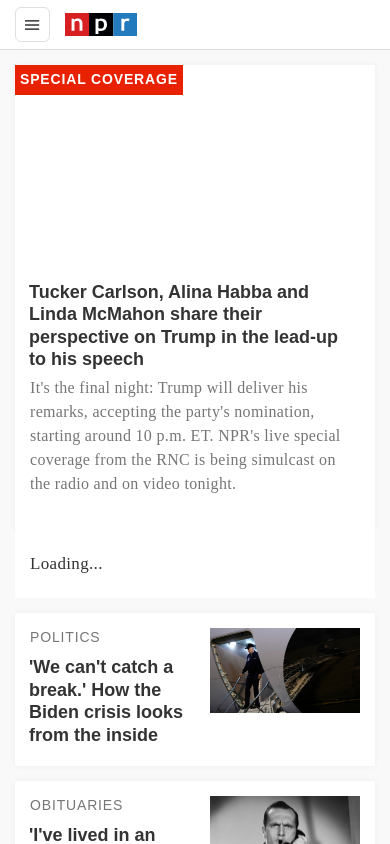 npr
SPECIAL COVERAGE
Tucker Carlson, Alina Habba and
Linda McMahon share their
perspective on Trump in the lead-up
to his speech
It's the final night: Trump will deliver his
remarks, accepting the party's nomination,
starting around 10 p.m. ET. NPR's live special
coverage from the RNC is being simulcast on
the radio and on video tonight.
Loading...
POLITICS
'We can't catch a
break.' How the
Biden crisis looks
from the inside
OBITUARIES
'I've lived in an